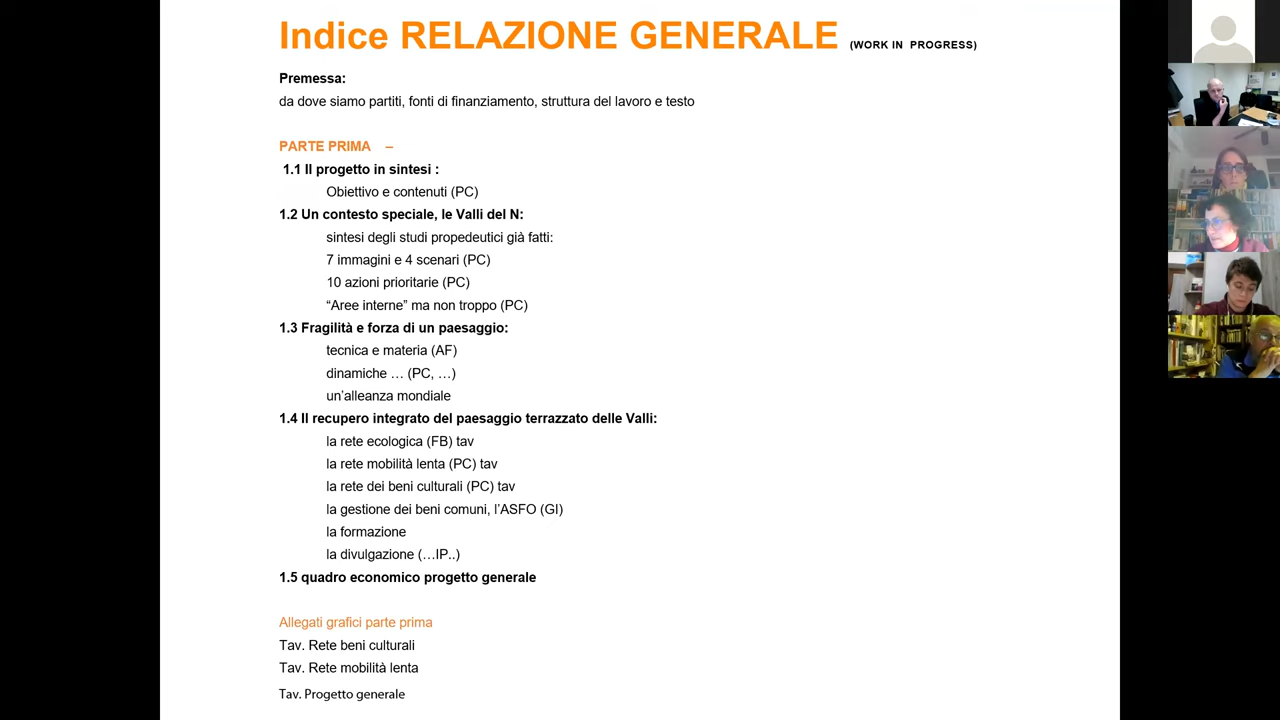 Indice RELAZIONE GENERALE (WORK IN PROGRESS)
Premessa:
da dove siamo partiti, fonti di finanziamento, struttura del lavoro e testo
PARTE PRIMA –
1.1 Il progetto in sintesi :
Obiettivo e contenuti (PC)
1.2 Un contesto speciale, le Valli del N:
sintesi degli studi propedeutici già fatti:
7 immagini e 4 scenari (PC)
10 azioni prioritarie (PC)
“Aree interne” ma non troppo (PC)
1.3 Fragilità e forza di un paesaggio:
tecnica e materia (AF)
dinamiche … (PC, …)
un’alleanza mondiale
1.4 Il recupero integrato del paesaggio terrazzato delle Valli:
la rete ecologica (FB) tav
la rete mobilità lenta (PC) tav
la rete dei beni culturali (PC) tav
la gestione dei beni comuni, l’ASFO (GI)
la formazione
la divulgazione (…IP..)
1.5 quadro economico progetto generale
Allegati grafici parte prima
Tav. Rete beni culturali
Tav. Rete mobilità lenta
Tav. Progetto generale